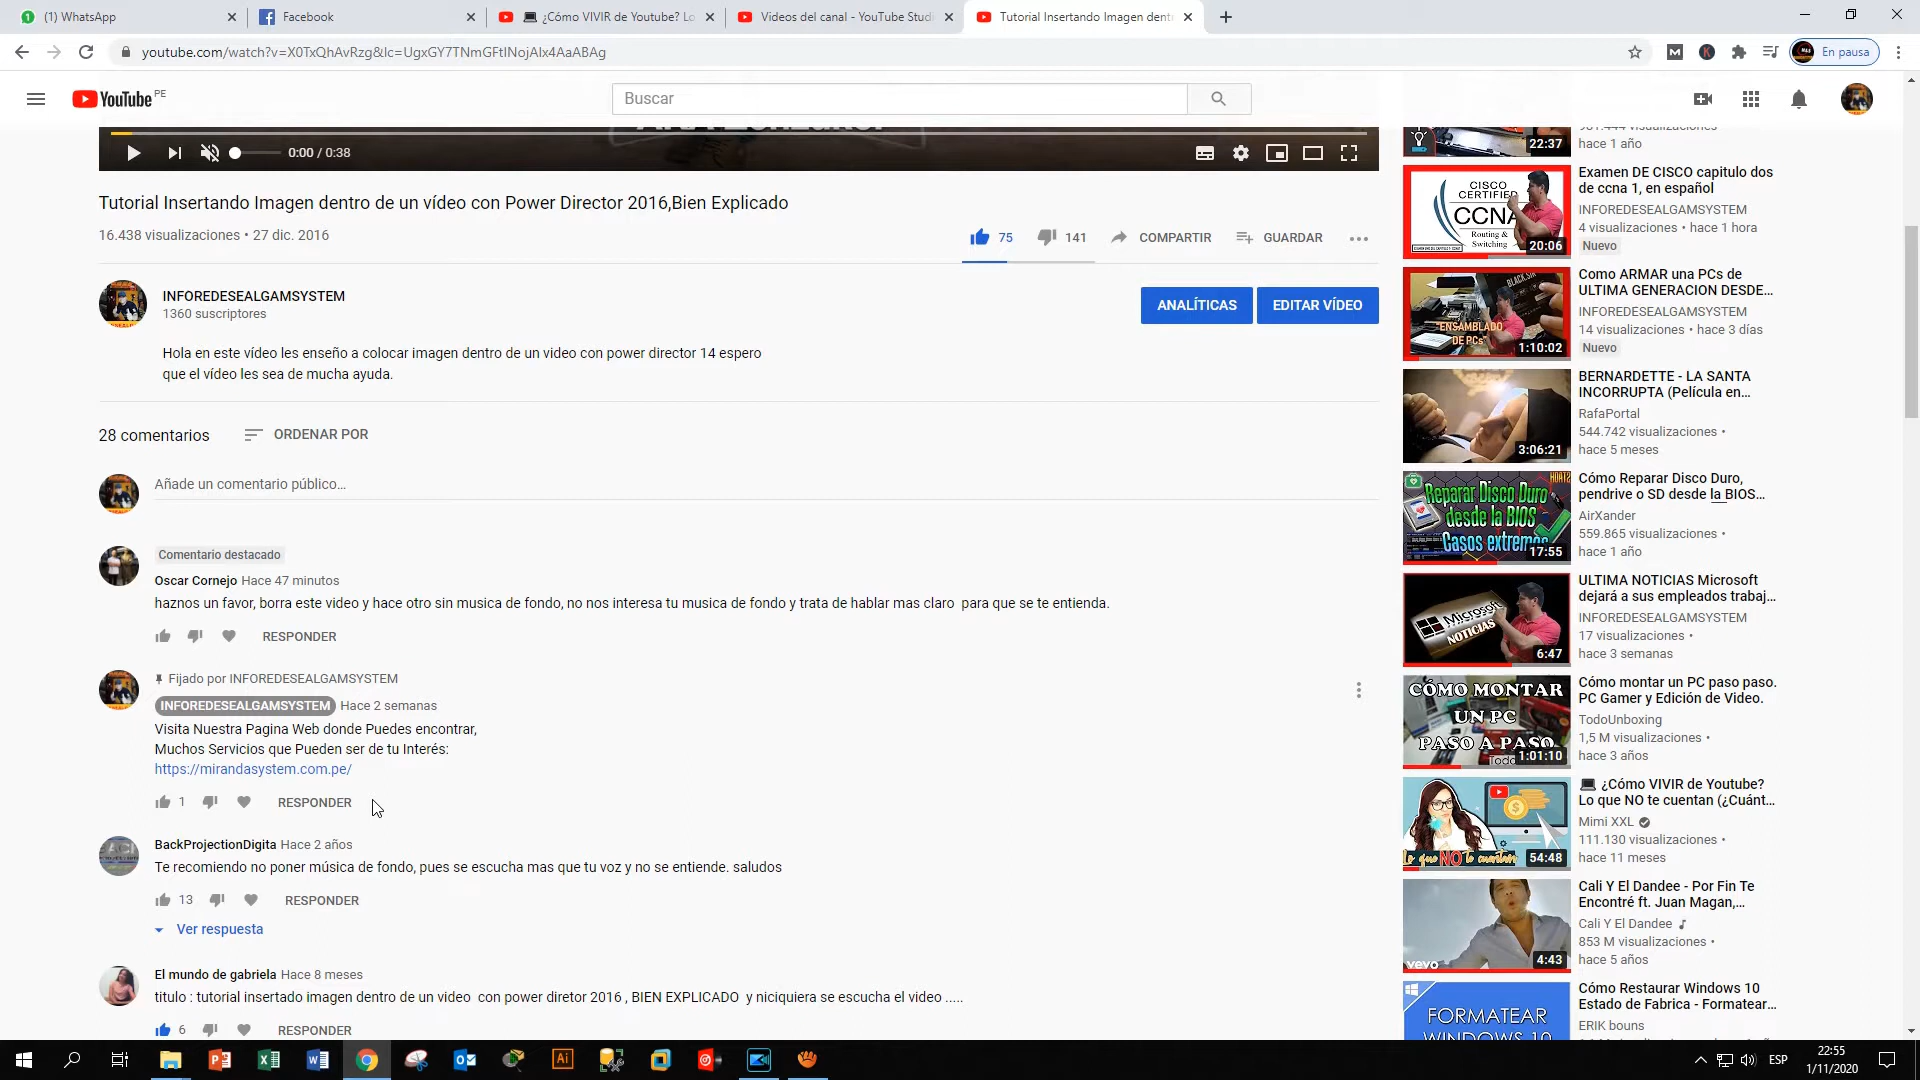 (1) WhatsApp
Facebook
¿Cómo VIVIR de Youtube? Lo
Videos del canal - YouTube Studi
Tutorial Insertando Imagen dent
youtube.com/watch?v=X0TxQhAvRzg&lc=UgxGY7TNmGFtINojAlx4AaABAg
En pausa
YouTube PE
Buscar
0:00 / 0:38
Tutorial Insertando Imagen dentro de un vídeo con Power Director 2016,Bien Explicado
16.438 visualizaciones • 27 dic. 2016
75
141
COMPARTIR
GUARDAR
INFOREDESEALGAMSYSTEM
1360 suscriptores
ANALÍTICAS
EDITAR VÍDEO
Hola en este vídeo les enseño a colocar imagen dentro de un video con power director 14 espero
que el vídeo les sea de mucha ayuda.
28 comentarios
ORDENAR POR
Añade un comentario público...
Comentario destacado
Oscar Cornejo Hace 47 minutos
haznos un favor, borra este video y hace otro sin musica de fondo, no nos interesa tu musica de fondo y trata de hablar mas claro para que se te entienda.
RESPONDER
Fijado por INFOREDESEALGAMSYSTEM
INFOREDESEALGAMSYSTEM Hace 2 semanas
Visita Nuestra Pagina Web donde Puedes encontrar,
Muchos Servicios que Pueden ser de tu Interés:
https://mirandasystem.com.pe/
1
RESPONDER
BackProjectionDigita Hace 2 años
Te recomiendo no poner música de fondo, pues se escucha mas que tu voz y no se entiende. saludos
13
RESPONDER
Ver respuesta
El mundo de gabriela Hace 8 meses
titulo : tutorial insertado imagen dentro de un video con power diretor 2016 , BIEN EXPLICADO y niciquiera se escucha el video .....
6
RESPONDER
22:37
hace 1 año
CISCO
CERTIFIED
CCNA
Routing &
Switching
20:06
Examen DE CISCO capitulo dos
de ccna 1, en español
INFOREDESEALGAMSYSTEM
4 visualizaciones • hace 1 hora
Nuevo
"ENSAMBLADO
DE PCs"
1:10:02
Como ARMAR una PCs de
ULTIMA GENERACION DESDE...
INFOREDESEALGAMSYSTEM
14 visualizaciones • hace 3 días
Nuevo
3:06:21
BERNARDETTE - LA SANTA
INCORRUPTA (Película en...
RafaPortal
544.742 visualizaciones •
hace 5 meses
Reparar Disco Duro
desde la BIOS
Casos extremos
17:55
Cómo Reparar Disco Duro,
pendrive o SD desde la BIOS...
AirXander
559.865 visualizaciones •
hace 1 año
Microsoft
NOTICIAS
6:47
ULTIMA NOTICIAS Microsoft
dejará a sus empleados trabaj...
INFOREDESEALGAMSYSTEM
17 visualizaciones •
hace 3 semanas
CÓMO MONTAR
UN PC
PASO A PASO
1:01:10
Cómo montar un PC paso paso.
PC Gamer y Edición de Video.
TodoUnboxing
1,5 M visualizaciones •
hace 3 años
Lo que NO te cuentan
54:48
¿Cómo VIVIR de Youtube?
Lo que NO te cuentan (¿Cuánt...
Mimi XXL
111.130 visualizaciones •
hace 11 meses
vevo
4:43
Cali Y El Dandee - Por Fin Te
Encontré ft. Juan Magan,...
Cali Y El Dandee
853 M visualizaciones •
hace 5 años
FORMATEAR
WINDOWS 10
Cómo Restaurar Windows 10
Estado de Fabrica - Formatear...
ERIK bouns
ESP
22:55
1/11/2020